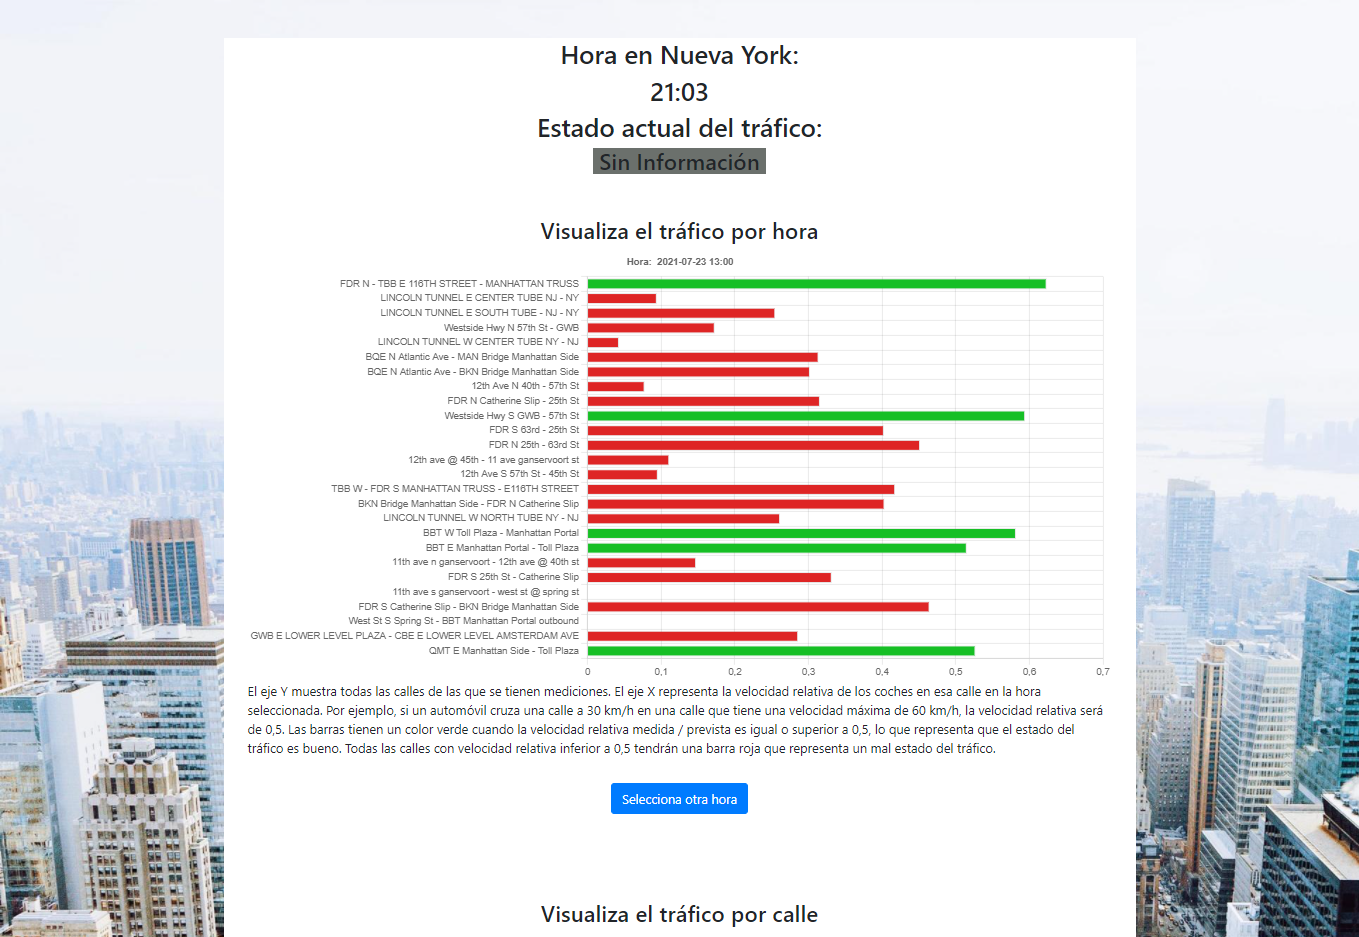 Hora en Nueva York:
21:03
Estado actual del tráfico:
Sin Información
Visualiza el tráfico por hora
Hora: 2021-07-23 13:00
FDR N - TBB E 116TH STREET - MANHATTAN TRUSS
LINCOLN TUNNEL E CENTER TUBE NJ - NY
LINCOLN TUNNEL E SOUTH TUBE - NJ - NY
Westside Hwy N 57th St - GWB
LINCOLN TUNNEL W CENTER TUBE NY - NJ
BQE N Atlantic Ave - MAN Bridge Manhattan Side
BQE N Atlantic Ave - BKN Bridge Manhattan Side
12th Ave N 40th - 57th St
FDR N Catherine Slip - 25th St
Westside Hwy S GWB - 57th St
FDR S 63rd - 25th St
FDR N 25th - 63rd St
12th ave @ 45th - 11 ave ganservoort st
12th Ave S 57th St - 45th St
TBB W - FDR S MANHATTAN TRUSS - E116TH STREET
BKN Bridge Manhattan Side - FDR N Catherine Slip
LINCOLN TUNNEL W NORTH TUBE NY - NJ
BBT W Toll Plaza - Manhattan Portal
BBT E Manhattan Portal - Toll Plaza
11th ave n ganservoort - 12th ave @ 40th st
FDR S 25th St - Catherine Slip
11th ave s ganservoort - west st @ spring st
FDR S Catherine Slip - BKN Bridge Manhattan Side
West St S Spring St - BBT Manhattan Portal outbound
GWB E LOWER LEVEL PLAZA - CBE E LOWER LEVEL AMSTERDAM AVE
QMT E Manhattan Side - Toll Plaza
0 0,1 0,2 0,3 0,4 0,5 0,6 0,7
El eje Y muestra todas las calles de las que se tienen mediciones. El eje X representa la velocidad relativa de los coches en esa calle en la hora
seleccionada. Por ejemplo, si un automóvil cruza una calle a 30 km/h en una calle que tiene una velocidad máxima de 60 km/h, la velocidad relativa será
de 0,5. Las barras tienen un color verde cuando la velocidad relativa medida / prevista es igual o superior a 0,5, lo que representa que el estado del
tráfico es bueno. Todas las calles con velocidad relativa inferior a 0,5 tendrán una barra roja que representa un mal estado del tráfico.
Selecciona otra hora
Visualiza el tráfico por calle